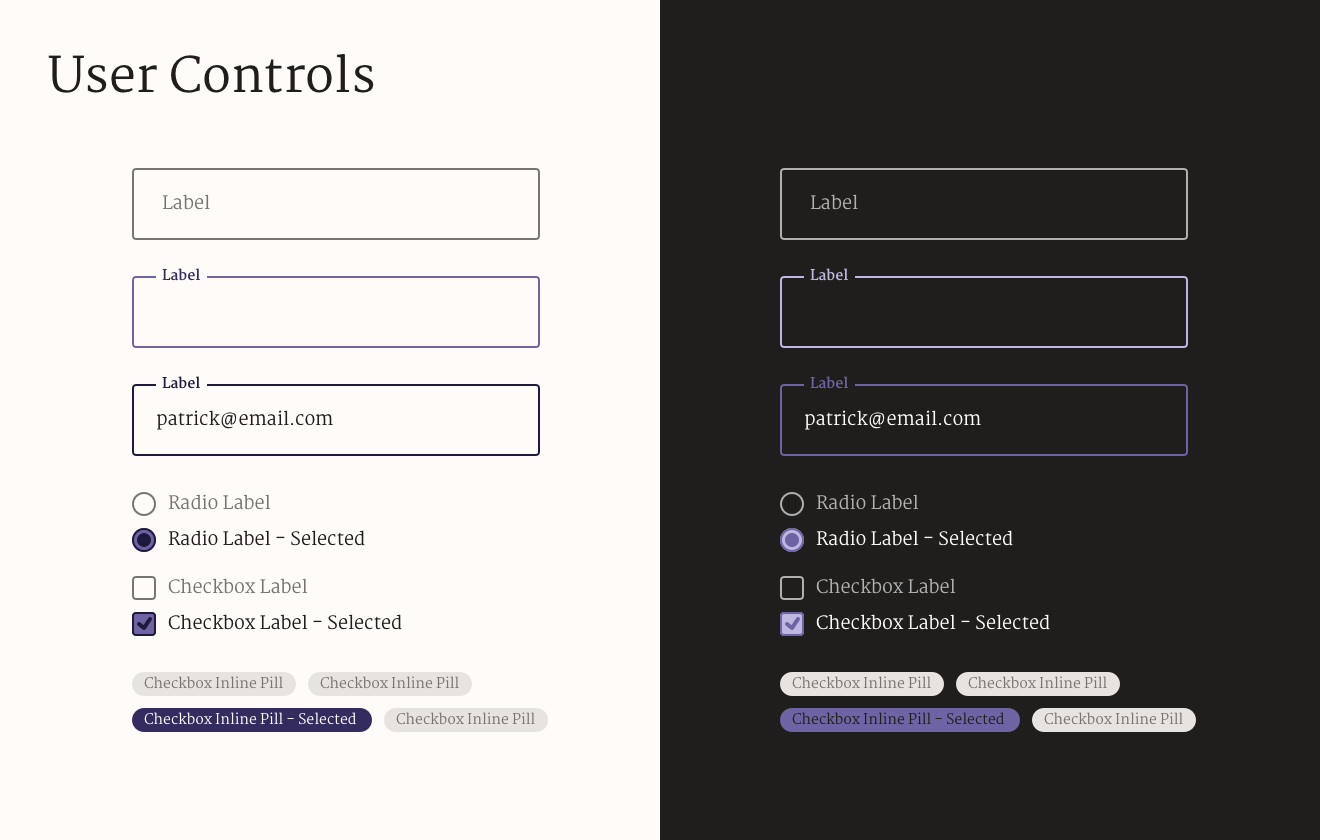 User Controls
Label
Label
Label
patrick@email.com
Radio Label
Radio Label – Selected
Checkbox Label
Checkbox Label – Selected
Checkbox Inline Pill
Checkbox Inline Pill
Checkbox Inline Pill – Selected
Checkbox Inline Pill
Label
Label
Label
patrick@email.com
Radio Label
Radio Label – Selected
Checkbox Label
Checkbox Label – Selected
Checkbox Inline Pill
Checkbox Inline Pill
Checkbox Inline Pill – Selected
Checkbox Inline Pill